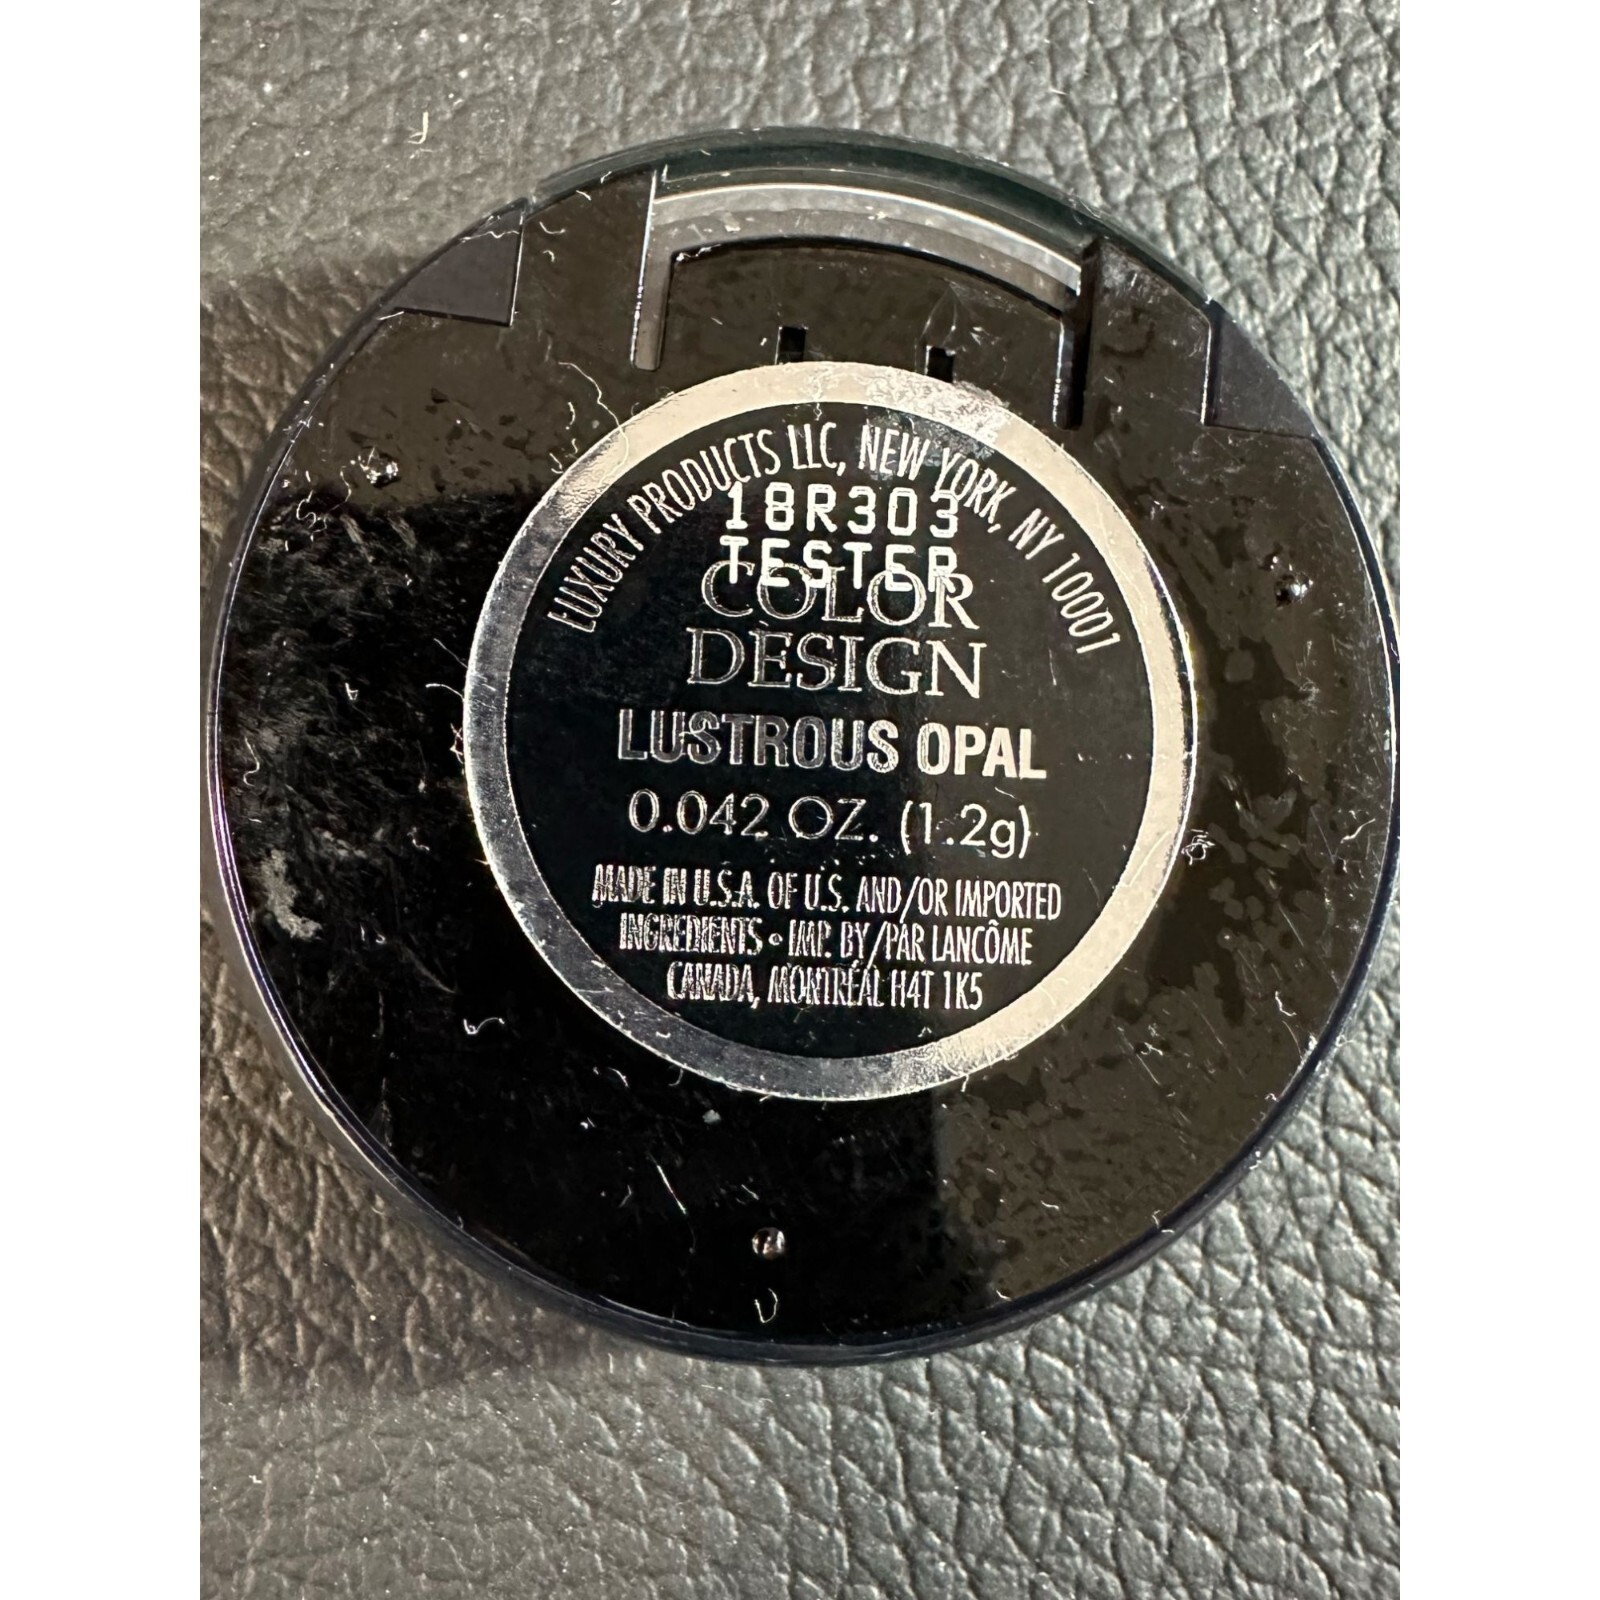 LUXURY PRODUCTS LLC, NEW YORK, NY 10001
18R303
TESTER
COLOR
DESIGN
LUSTROUS OPAL
0.042 OZ. (1.2g)
MADE IN U.S.A. OF U.S. AND/OR IMPORTED
INGREDIENTS • IMP. BY/PAR LANCÔME
CANADA, MONTRÉAL H4T 1K5